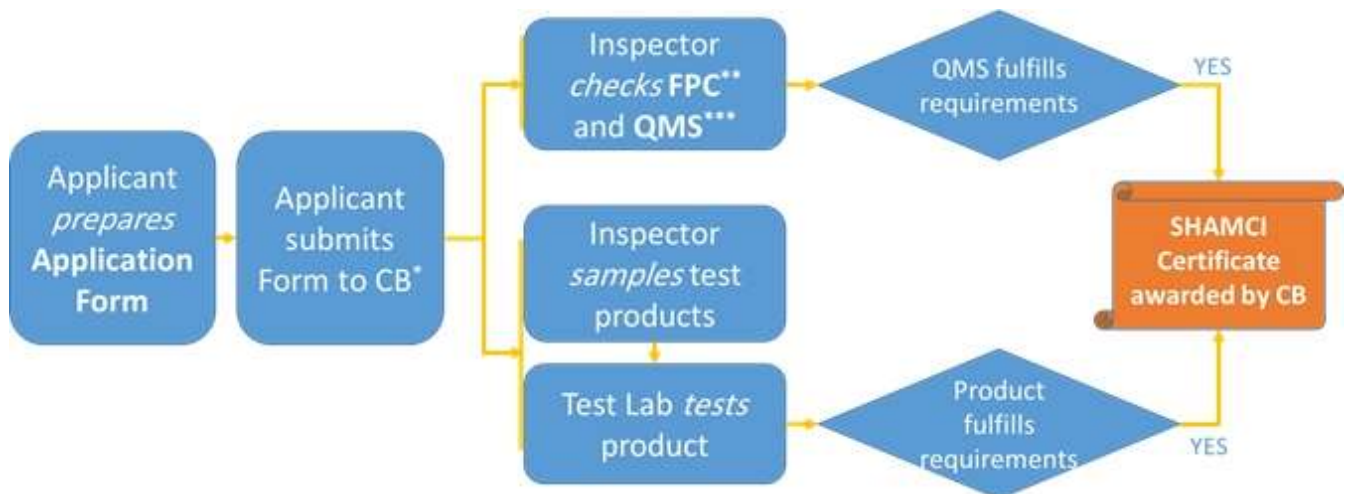 Applicant
prepares
Application
Form
Applicant
submits
Form to CB*
Inspector
checks FPC**
and QMS***
QMS fulfills
requirements
YES
Inspector
samples test
products
Test Lab tests
product
Product
fulfills
requirements
YES
SHAMCI
Certificate
awarded by CB